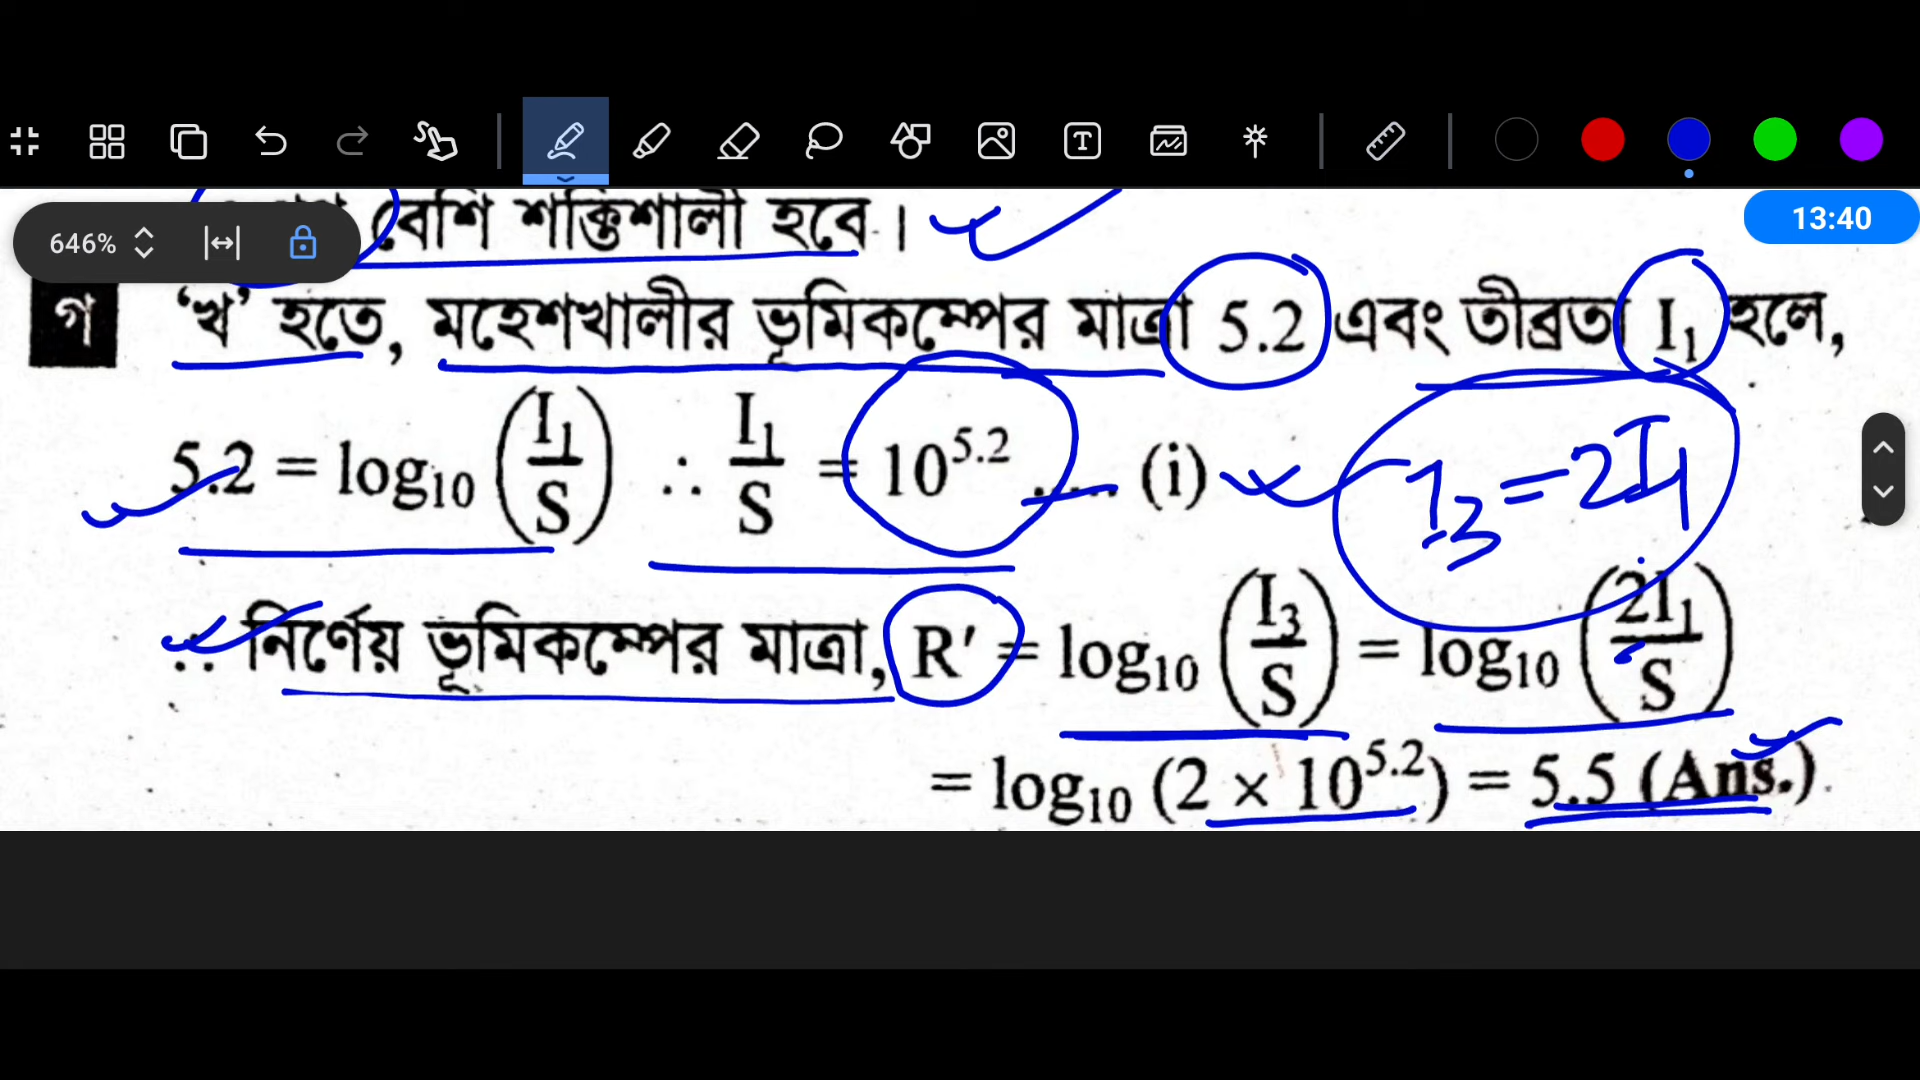 646%
13:40
বেশি শক্তিশালী হবে।
গ 'খ' হতে, মহেশখালীর ভূমিকম্পের মাত্রা 5.2 এবং তীব্রতা I₁ হলে,
5.2 = log₁₀ (I₁/S) ∴ I₁/S = 10^5.2 ..... (i)
I₃ = 2I₁
∴ নির্ণেয় ভূমিকম্পের মাত্রা, R′ = log₁₀ (I₃/S) = log₁₀ (2I₁/S)
= log₁₀ (2 × 10^5.2) = 5.5 (Ans.)